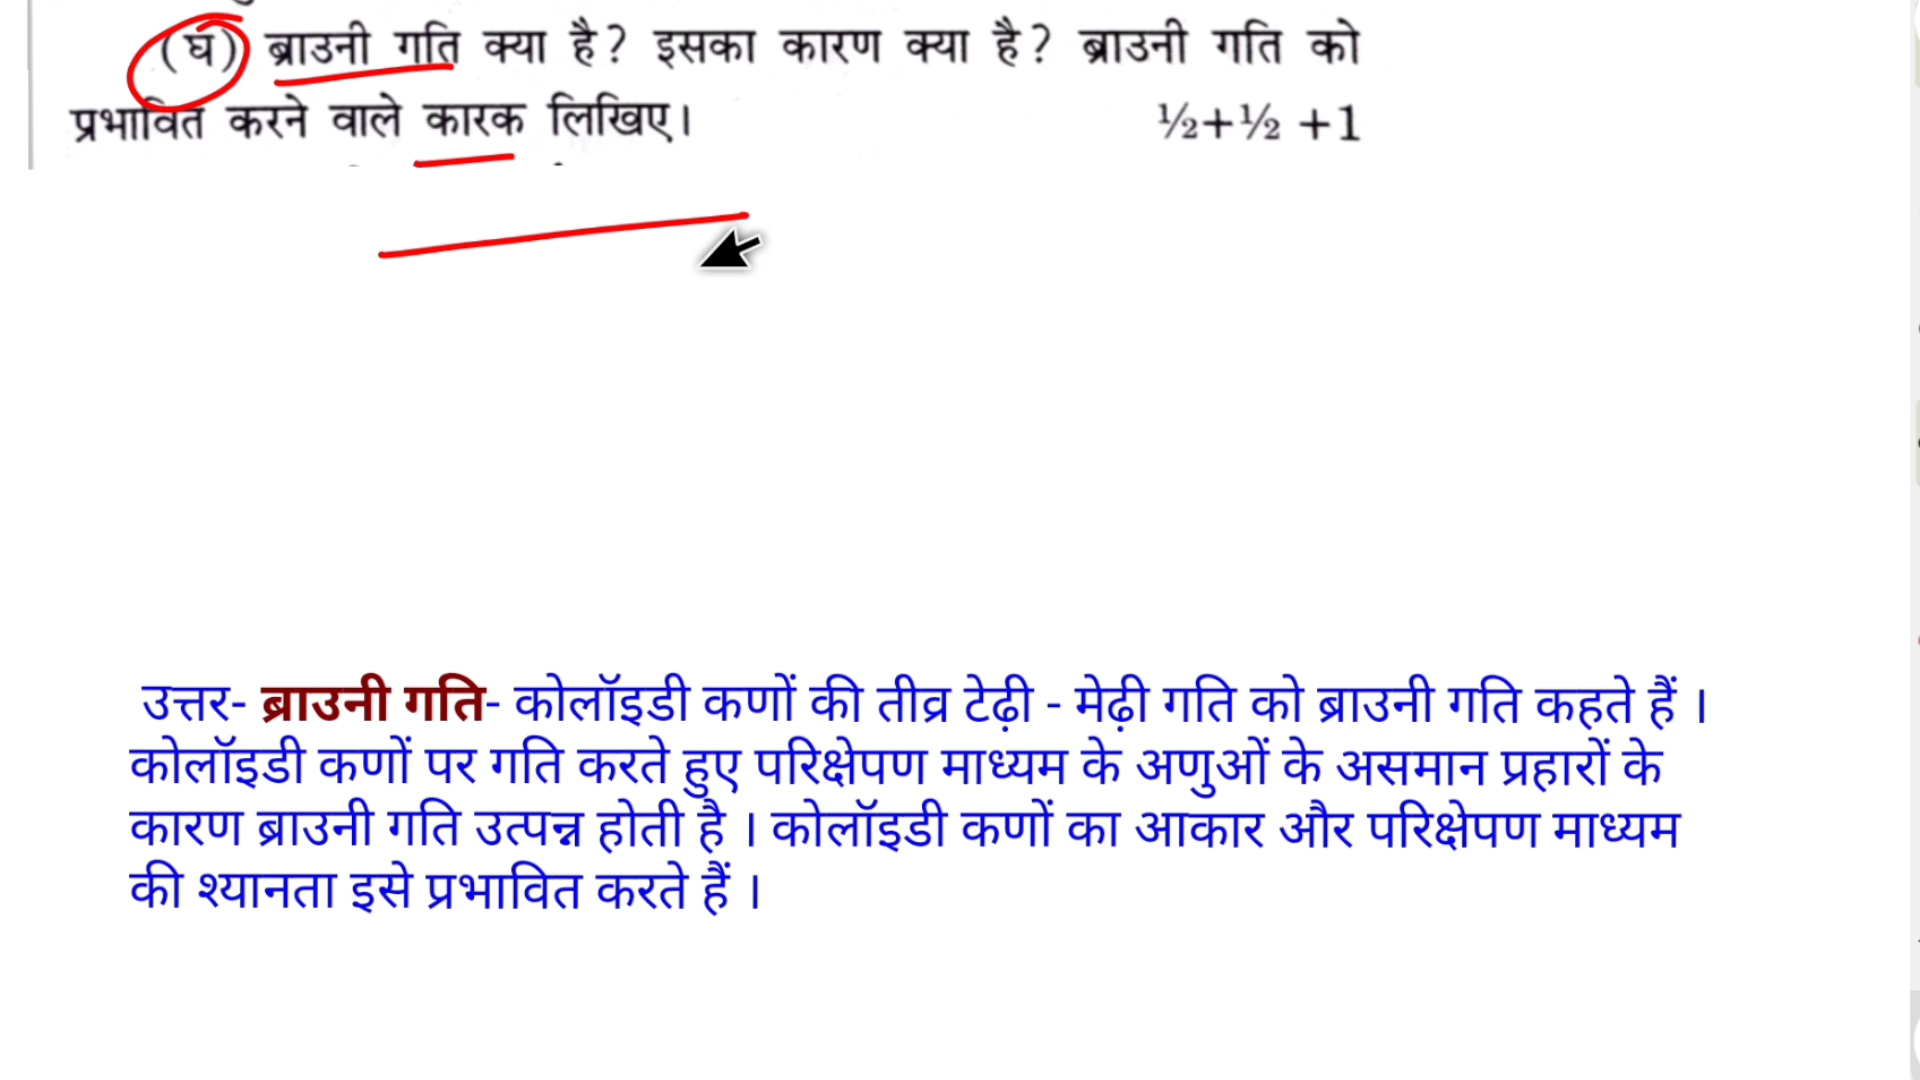 (घ) ब्राउनी गति क्या है? इसका कारण क्या है? ब्राउनी गति को
प्रभावित करने वाले कारक लिखिए। ½+½ +1
उत्तर- ब्राउनी गति- कोलॉइडी कणों की तीव्र टेढ़ी - मेढ़ी गति को ब्राउनी गति कहते हैं ।
कोलॉइडी कणों पर गति करते हुए परिक्षेपण माध्यम के अणुओं के असमान प्रहारों के
कारण ब्राउनी गति उत्पन्न होती है । कोलॉइडी कणों का आकार और परिक्षेपण माध्यम
की श्यानता इसे प्रभावित करते हैं ।